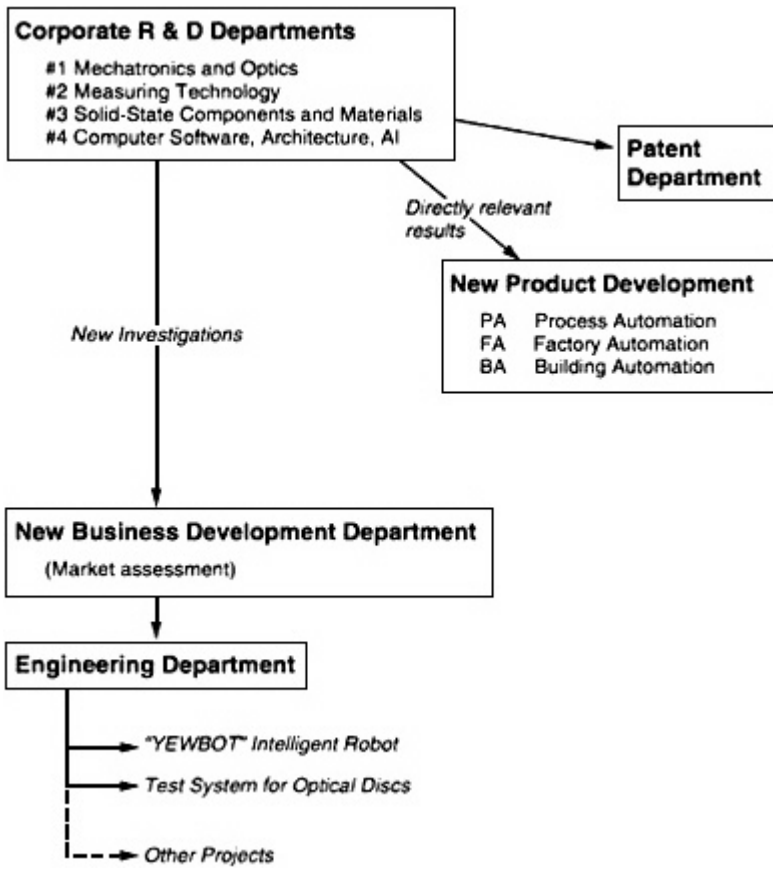 Corporate R & D Departments
#1 Mechatronics and Optics
#2 Measuring Technology
#3 Solid-State Components and Materials
#4 Computer Software, Architecture, AI
Patent
Department
Directly relevant
results
New Product Development
PA Process Automation
FA Factory Automation
BA Building Automation
New Investigations
New Business Development Department
(Market assessment)
Engineering Department
"YEWBOT" Intelligent Robot
Test System for Optical Discs
Other Projects